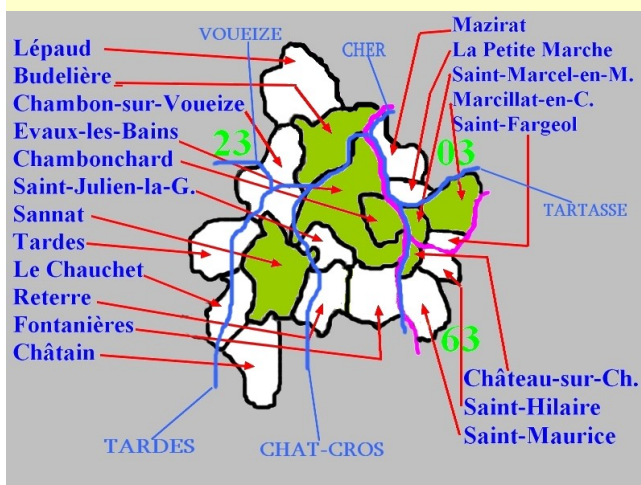 Lépaud
Budelière
Chambon-sur-Voueize
Evaux-les-Bains
Chambonchard
Saint-Julien-la-G.
Sannat
Tardes
Le Chauchet
Reterre
Fontanières
Châtain
VOUEIZE
CHER
Mazirat
La Petite Marche
Saint-Marcel-en-M.
Marcillat-en-C.
Saint-Fargeol
23
03
TARTASSE
63
Château-sur-Ch.
Saint-Hilaire
Saint-Maurice
TARDES
CHAT-CROS